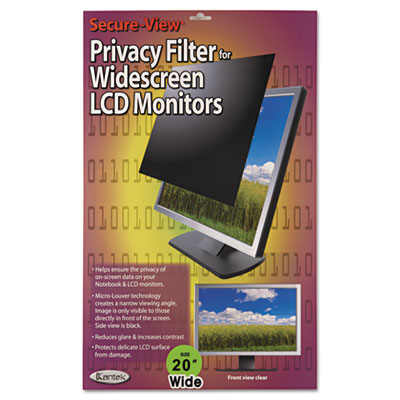 Secure-View®
Privacy Filter for
Widescreen
LCD Monitors
• Helps ensure the privacy of
on-screen data on your
Notebook & LCD monitors.
• Micro-Louver technology
creates a narrow viewing angle.
Image is only visible to those
directly in front of the screen.
Side view is black.
• Reduces glare & increases contrast
• Protects delicate LCD surface
from damage.
Kantek
SIZE
20"
Wide
Front view clear